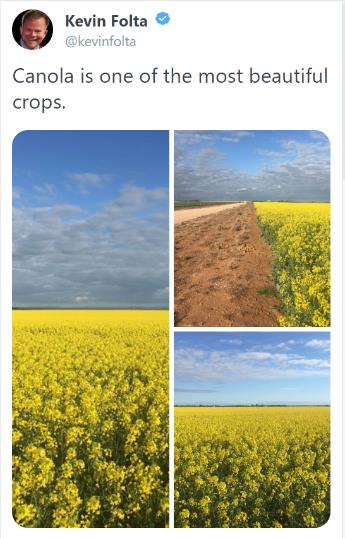 Kevin Folta
@kevinfolta
Canola is one of the most beautiful
crops.